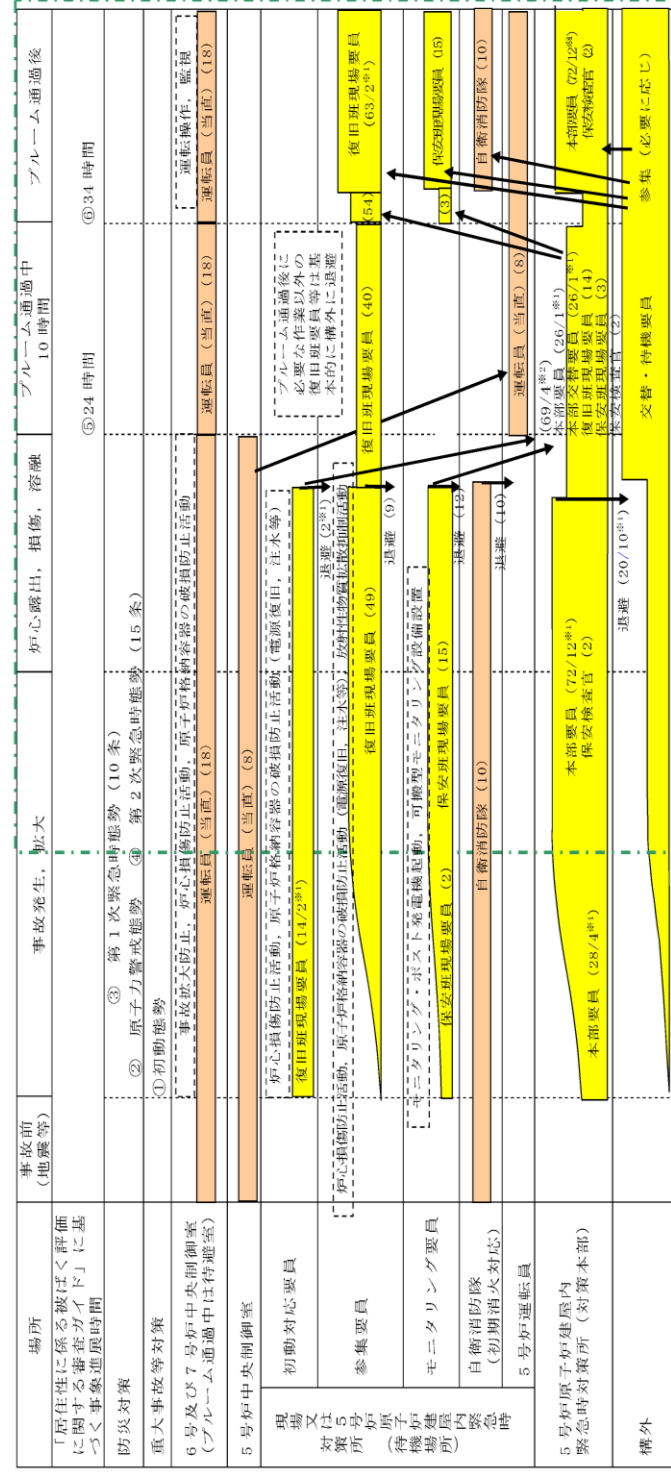 場所
事故前
(地震等)
事故発生,拡大
炉心露出,損傷,溶融
プルーム通過中
10 時間
プルーム通過後
「居住性に係る被ばく評価
に関する審査ガイド」に基
づく事象進展時間
⑤24 時間
⑥34 時間
防災対策
③ 第1次緊急時態勢(10 条)
② 原子力警戒態勢 ④ 第2次緊急時態勢 (15 条)
重大事故等対策
①初動態勢
6号及び7号炉中央制御室
(プルーム通過中は待避室)
事故拡大防止,炉心損傷防止活動,原子炉格納容器の破損防止活動
運転員(当直)(18)
運転員(当直)(18)
運転操作,監視
運転員(当直)(18)
5号炉中央制御室
運転員(当直)(8)
現場又は5号炉原子炉建屋内緊急時
対策所(待機場所)
初動対応要員
炉心損傷防止活動,原子炉格納容器の破損防止活動(電源復旧,注水等)
復旧班現場要員(14/2※1)
退避(2※1)
プルーム通過後に
必要な作業以外の
復旧班要員等は基
本的に構外に退避
参集要員
炉心損傷防止活動,原子炉格納容器の破損防止活動(電源復旧,注水等),放射性物質拡散抑制活動
復旧班現場要員(49)
退避(9)
復旧班現場要員(40)
(54)
復旧班現場要員
(63/2※1)
モニタリング要員
モニタリング・ポスト発電機起動,可搬型モニタリング設備設置
保安班現場要員(2)
保安班現場要員(15)
退避(12)
(3)
保安班現場要員(15)
自衛消防隊
(初期消火対応)
自衛消防隊(10)
退避(10)
自衛消防隊(10)
5号炉運転員
運転員(当直)(8)
5号炉原子炉建屋内
緊急時対策所(対策本部)
本部要員(28/4※1)
本部要員(72/12※1)
保安検査官(2)
退避(20/10※1)
(69/4※2)
本部要員(26/1※1)
本部交替要員(26/1※1)
復旧班現場要員(14)
保安班現場要員(3)
保安検査官(2)
本部要員(72/12※1)
保安検査官(2)
構外
交替・待機要員
参集(必要に応じ)